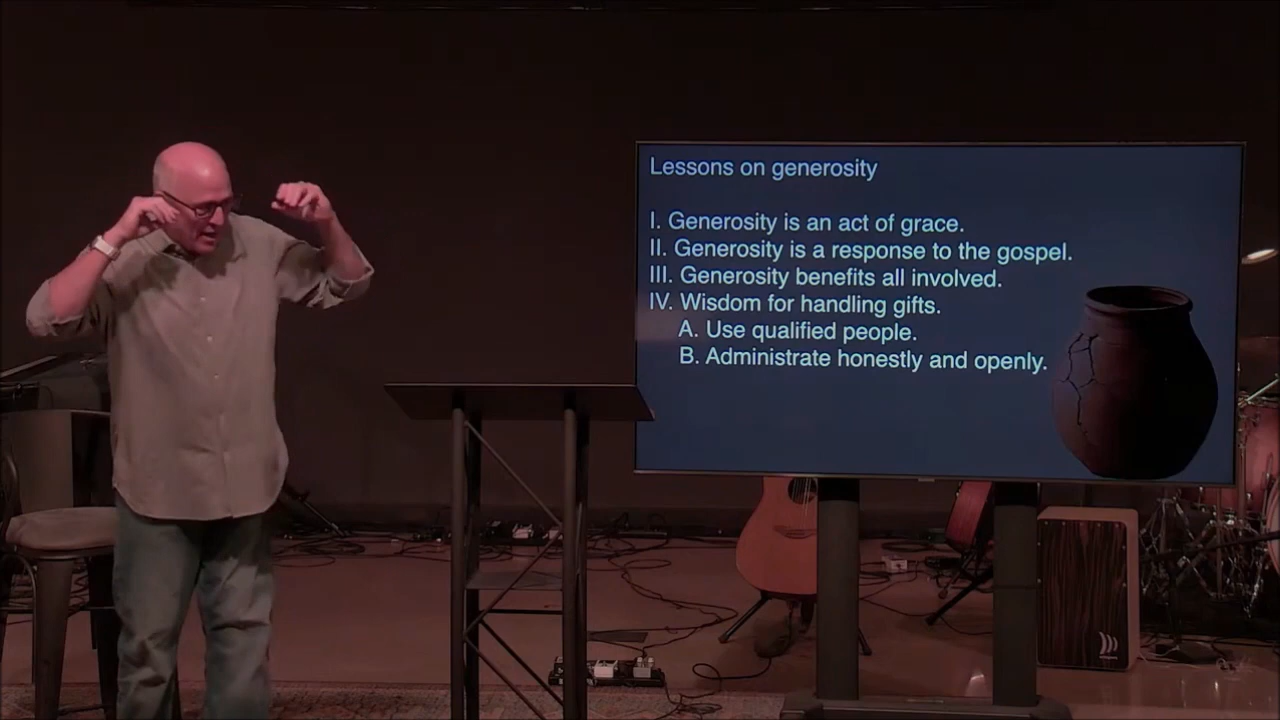 Lessons on generosity
I. Generosity is an act of grace.
II. Generosity is a response to the gospel.
III. Generosity benefits all involved.
IV. Wisdom for handling gifts.
A. Use qualified people.
B. Administrate honestly and openly.